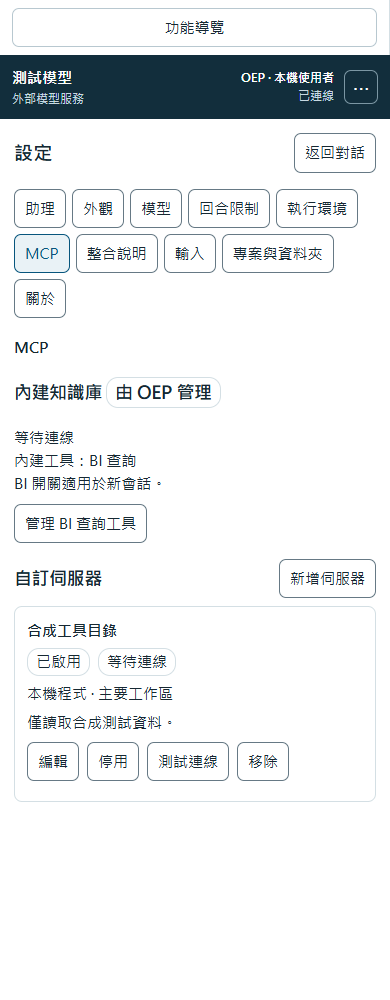 功能導覽
測試模型
外部模型服務
OEP · 本機使用者
已連線
...
設定
返回對話
助理
外觀
模型
回合限制
執行環境
MCP
整合說明
輸入
專案與資料夾
關於
MCP
內建知識庫 由 OEP 管理
等待連線
內建工具：BI 查詢
BI 開關適用於新會話。
管理 BI 查詢工具
自訂伺服器
新增伺服器
合成工具目錄
已啟用
等待連線
本機程式 · 主要工作區
僅讀取合成測試資料。
編輯
停用
測試連線
移除